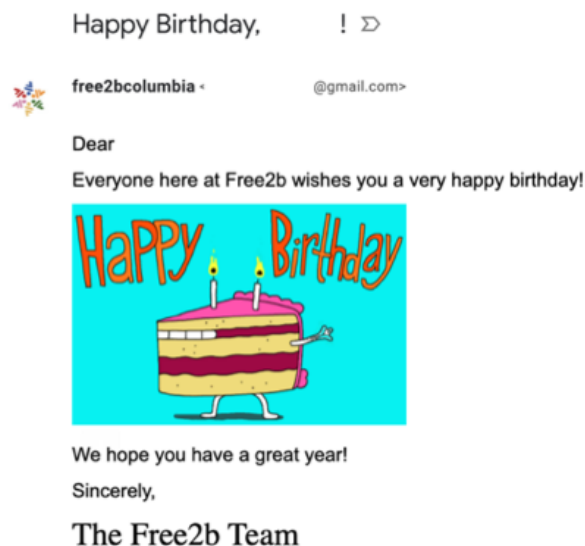 Happy Birthday, !
free2bcolumbia < @gmail.com>
Dear
Everyone here at Free2b wishes you a very happy birthday!
HaPPy Birthday
We hope you have a great year!
Sincerely,
The Free2b Team